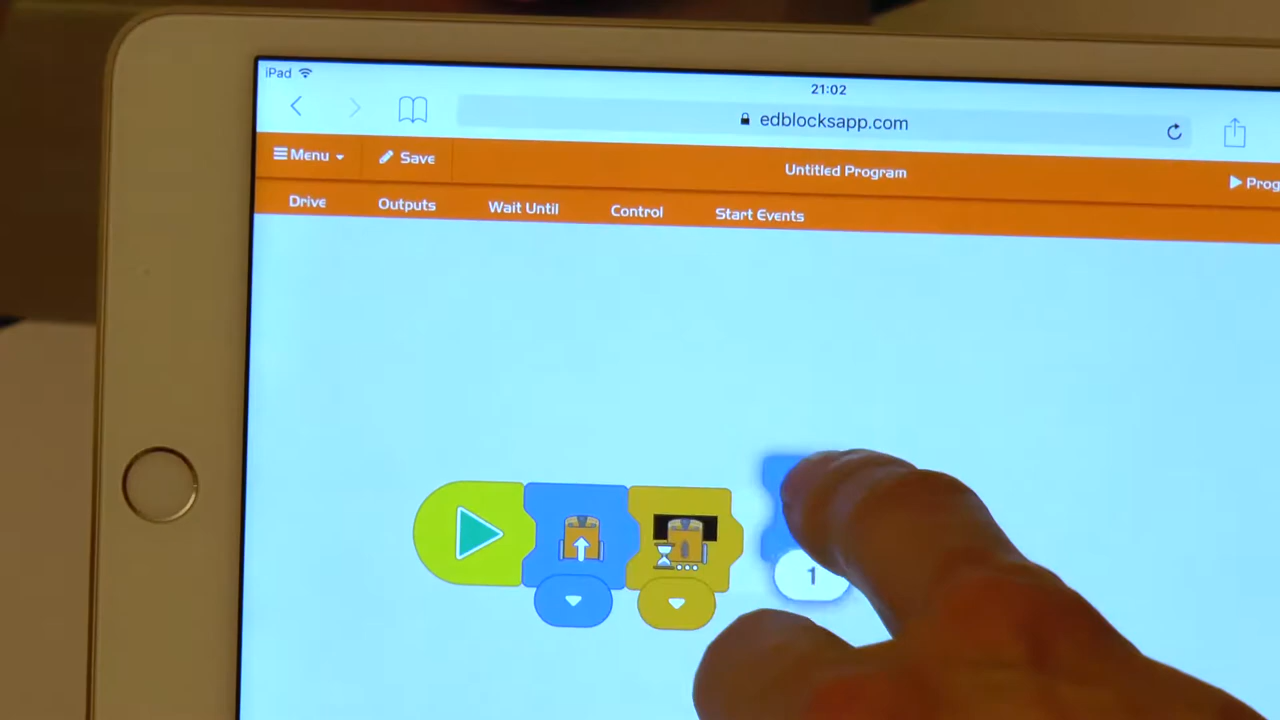 iPad
21:02
edblocksapp.com
Menu
Save
Untitled Program
Drive
Outputs
Wait Until
Control
Start Events
1